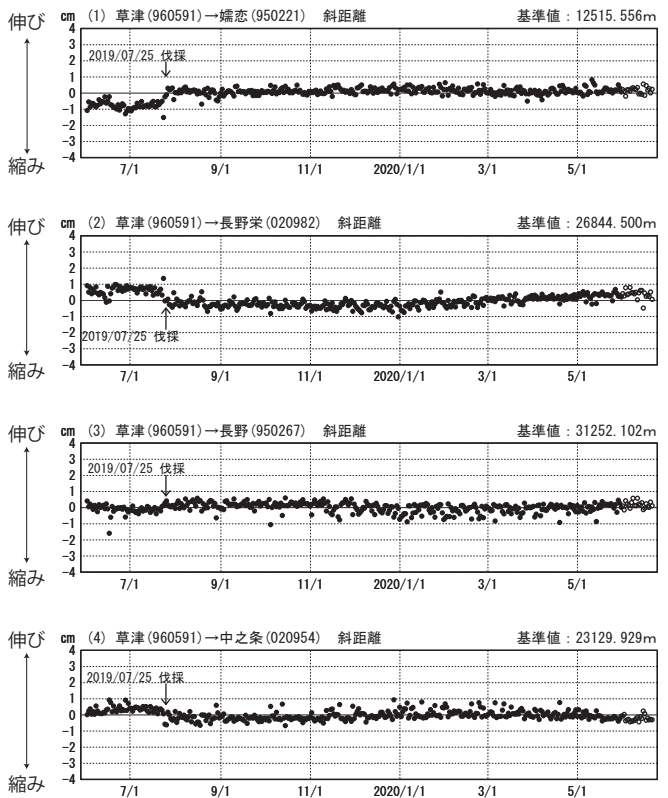 伸び
縮み
cm (1) 草津(960591)→嬬恋(950221) 斜距離 基準値：12515.556m
4
3
2
1
0
-1
-2
-3
-4
2019/07/25 伐採
7/1 9/1 11/1 2020/1/1 3/1 5/1
伸び
縮み
cm (2) 草津(960591)→長野栄(020982) 斜距離 基準値：26844.500m
4
3
2
1
0
-1
-2
-3
-4
2019/07/25 伐採
7/1 9/1 11/1 2020/1/1 3/1 5/1
伸び
縮み
cm (3) 草津(960591)→長野(950267) 斜距離 基準値：31252.102m
4
3
2
1
0
-1
-2
-3
-4
2019/07/25 伐採
7/1 9/1 11/1 2020/1/1 3/1 5/1
伸び
縮み
cm (4) 草津(960591)→中之条(020954) 斜距離 基準値：23129.929m
4
3
2
1
0
-1
-2
-3
-4
2019/07/25 伐採
7/1 9/1 11/1 2020/1/1 3/1 5/1